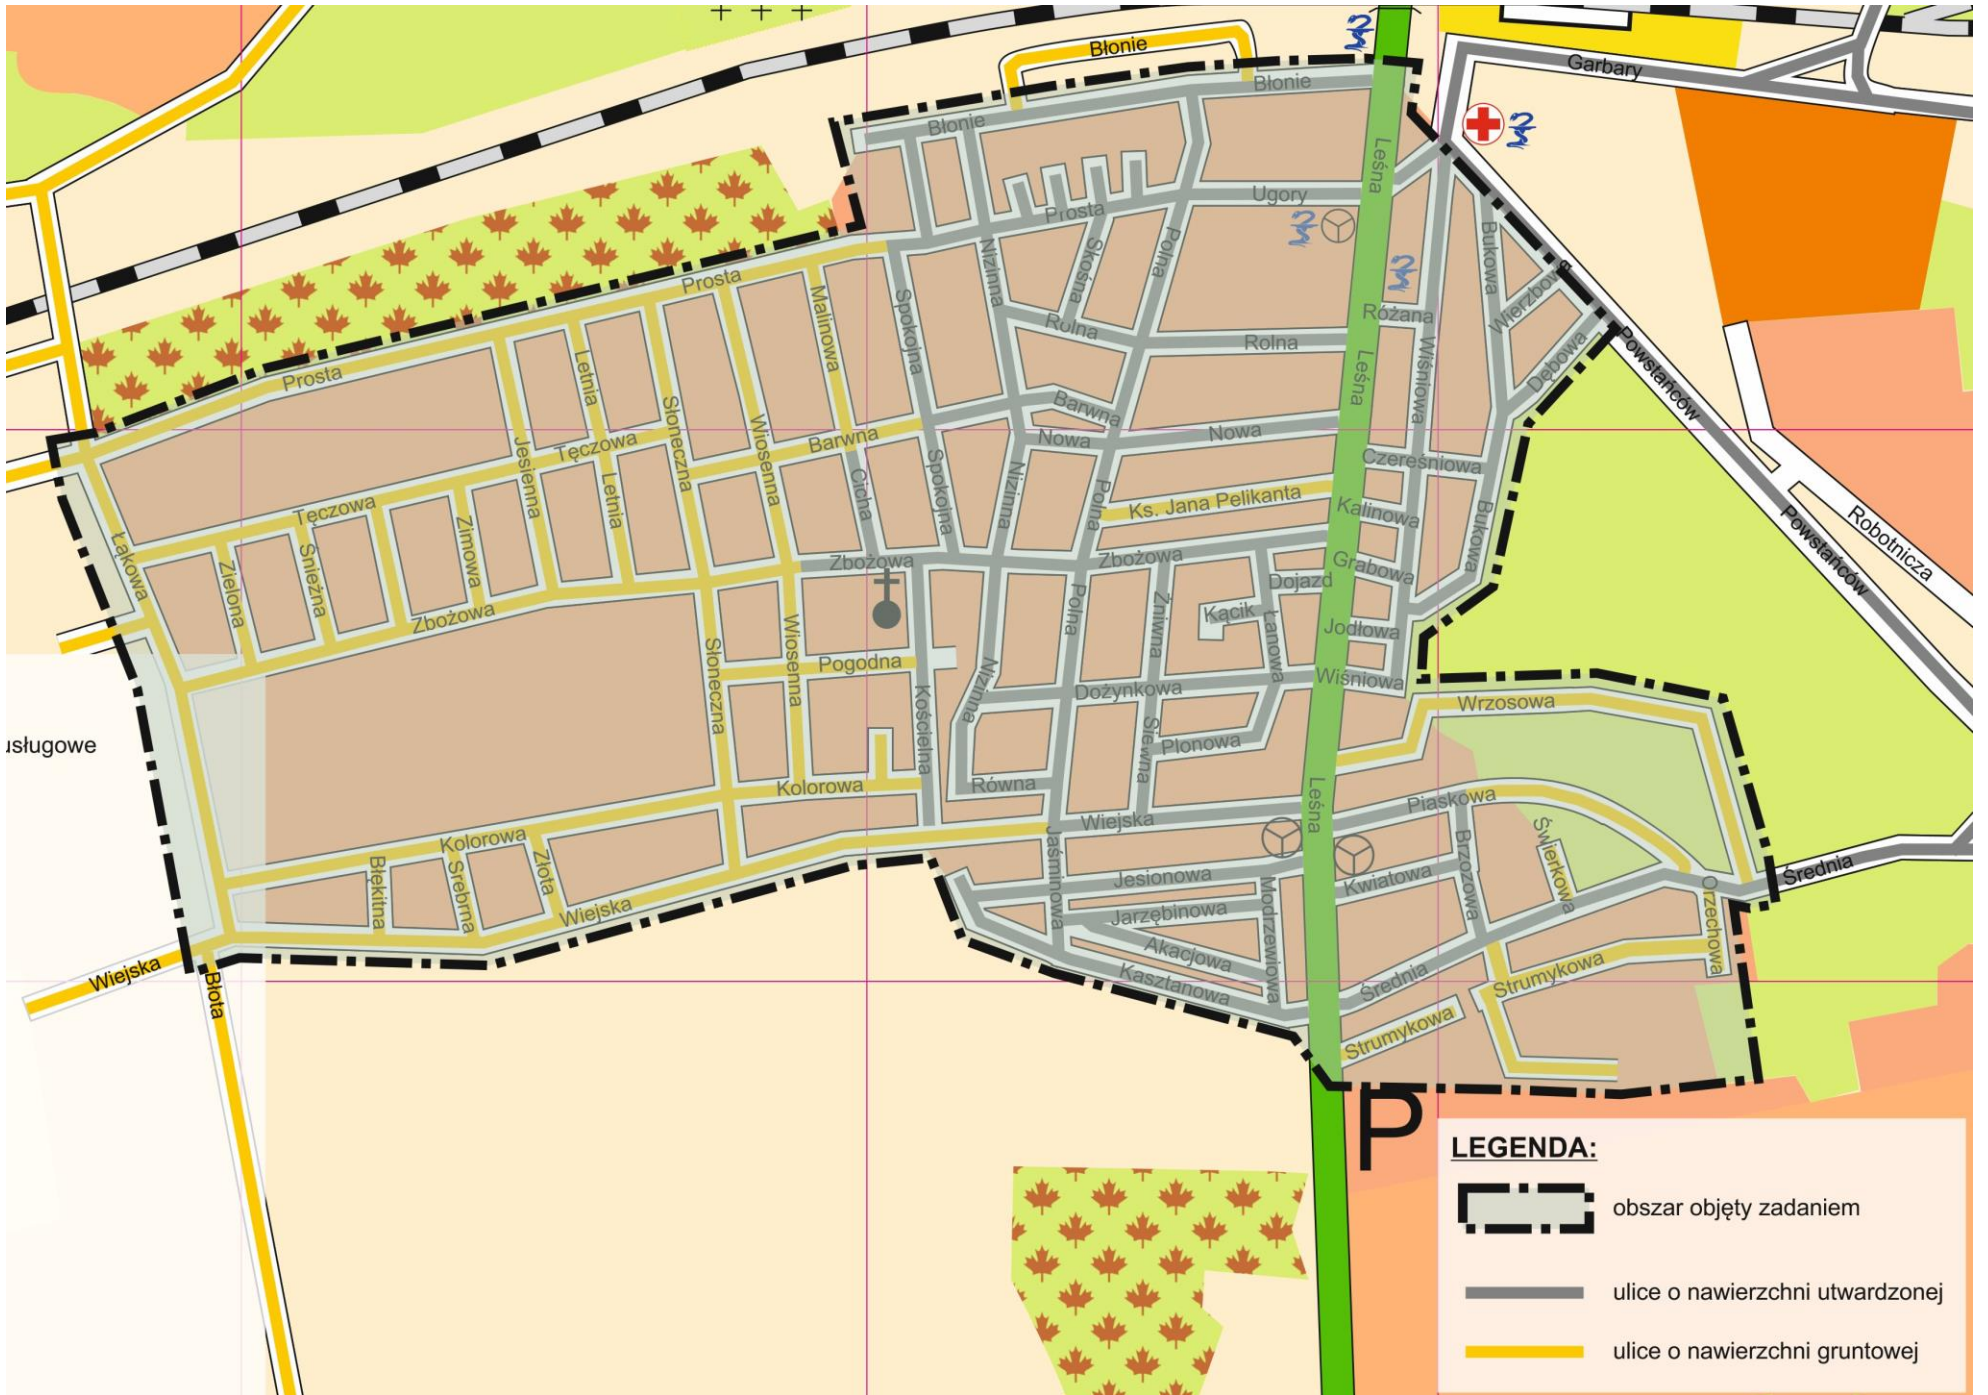 Błonie
Garbary
Błonie
Błonie
Leśna
Ugory
Prosta
Bukowa
Nizinna
Skośna
Polna
Wierzbowa
Prosta
Malinowa
Spokojna
Różana
Rolna
Rolna
Wiśniowa
Powstańców
Dębowa
Prosta
Letnia
Leśna
Słoneczna
Wiosenna
Barwna
Barwna
Nowa
Nowa
Jesienna
Tęczowa
Czereśniowa
Cicha
Spokojna
Nizinna
Polna
Ks. Jana Pelikanta
Kalinowa
Letnia
Tęczowa
Zimowa
Bukowa
Robotnicza
Powstańców
Łąkowa
Zielona
Śnieżna
Zbożowa
Zbożowa
Grabowa
Dojazd
Zbożowa
Polna
Żniwna
Kącik
Łanowa
Jodłowa
Słoneczna
Wiosenna
Pogodna
Kościelna
Nizinna
Dożynkowa
Wiśniowa
Wrzosowa
usługowe
Siewna
Plonowa
Kolorowa
Równa
Leśna
Wiejska
Piaskowa
Kolorowa
Błękitna
Srebrna
Złota
Wiejska
Jaśminowa
Jesionowa
Modrzewiowa
Kwiatowa
Brzozowa
Świerkowa
Orzechowa
Średnia
Jarzębinowa
Akacjowa
Kasztanowa
Średnia
Strumykowa
Strumykowa
Wiejska
Błota
P
LEGENDA:
obszar objęty zadaniem
ulice o nawierzchni utwardzonej
ulice o nawierzchni gruntowej